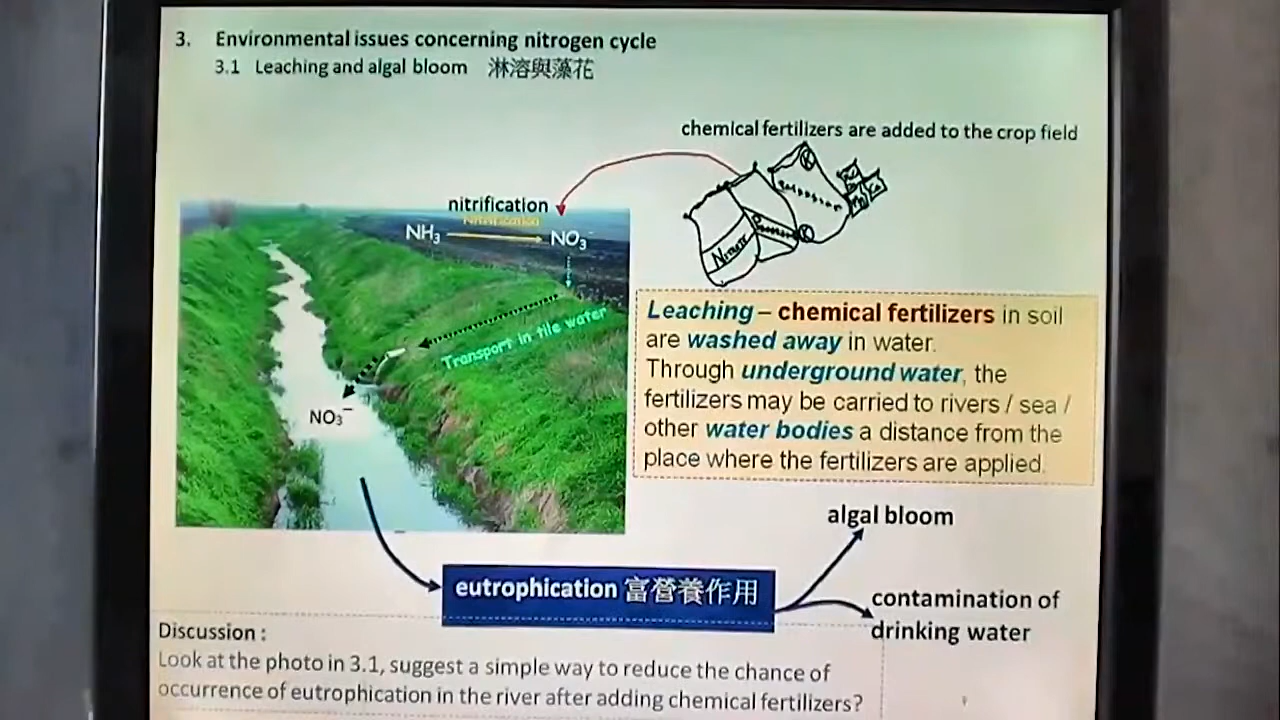 3. Environmental issues concerning nitrogen cycle
3.1 Leaching and algal bloom 淋溶與藻花
chemical fertilizers are added to the crop field
nitrification
Nitrification
NH₃
NO₃⁻
Nitrate
Transport in tile water
NO₃⁻
Leaching – chemical fertilizers in soil
are washed away in water.
Through underground water, the
fertilizers may be carried to rivers / sea /
other water bodies a distance from the
place where the fertilizers are applied.
algal bloom
eutrophication 富營養作用
contamination of
drinking water
Discussion :
Look at the photo in 3.1, suggest a simple way to reduce the chance of
occurrence of eutrophication in the river after adding chemical fertilizers?